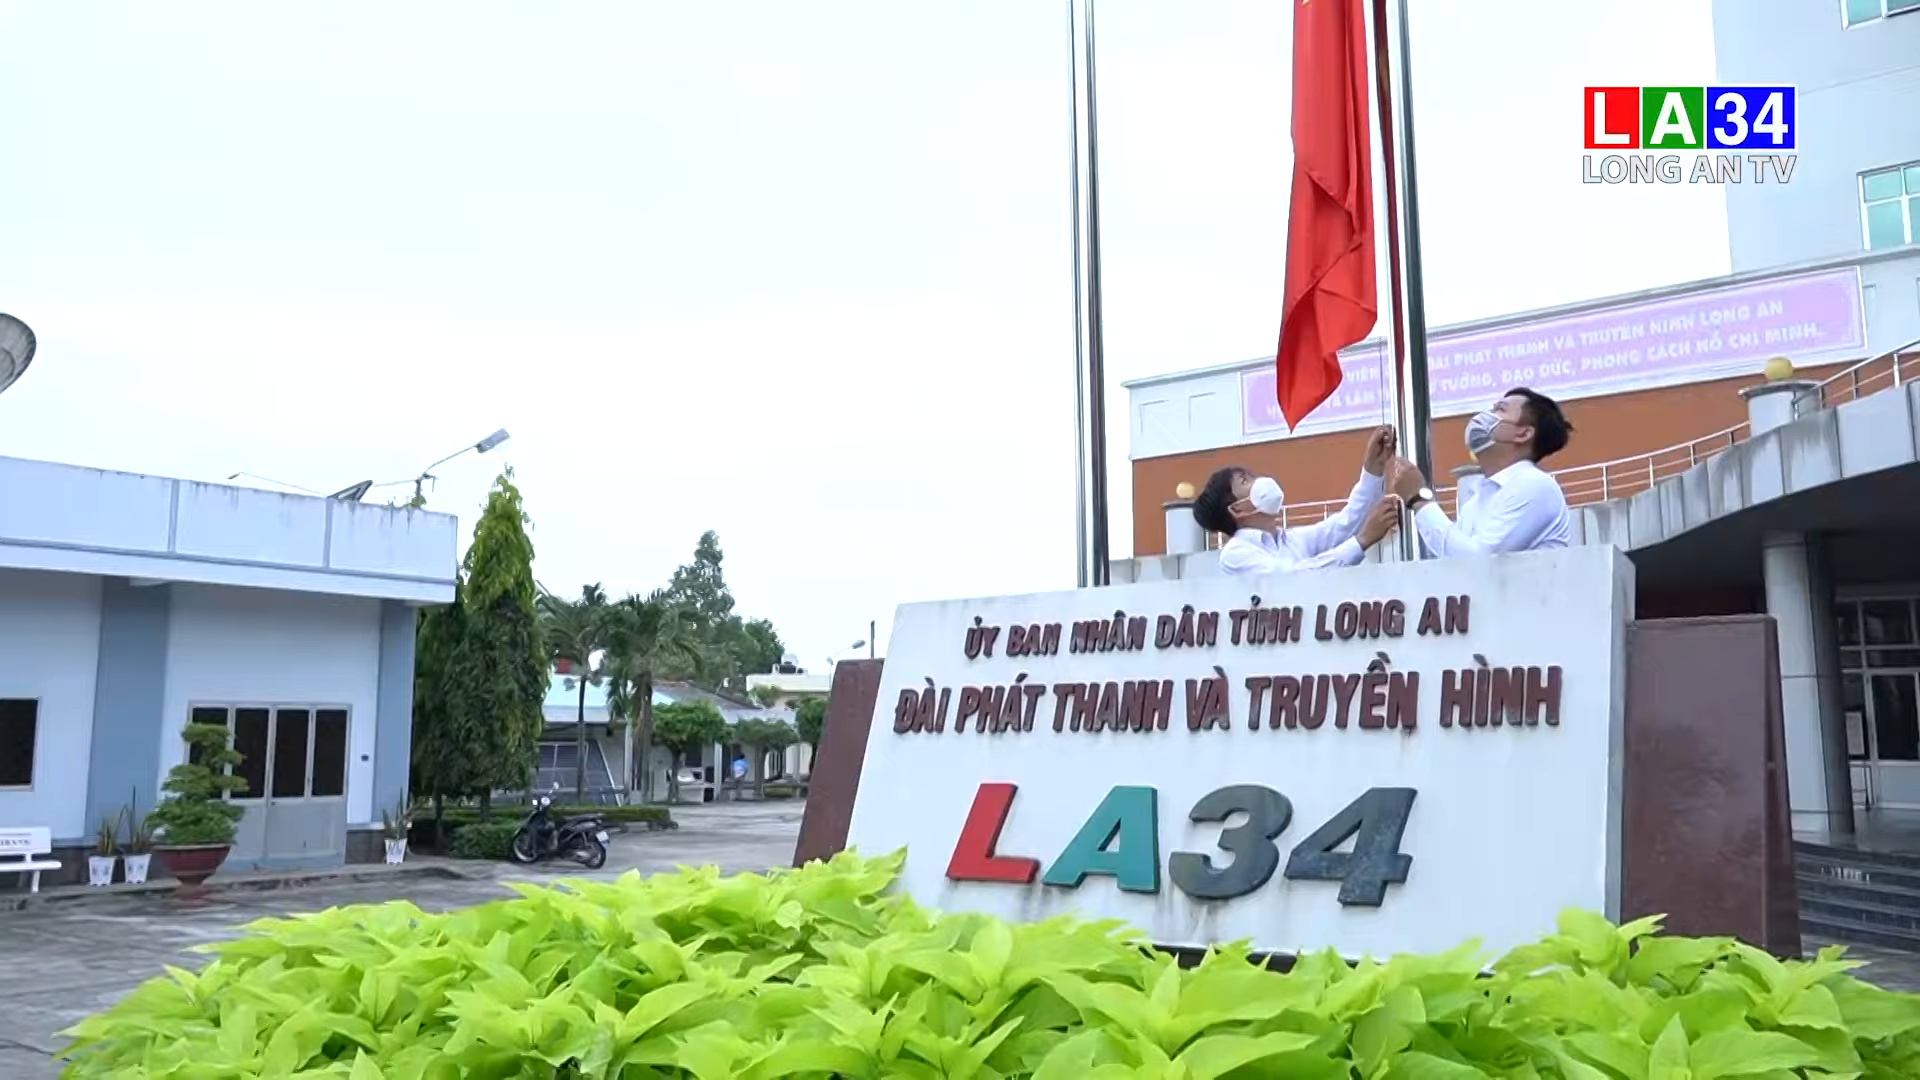 LA34
LONG AN TV
ĐÀI PHÁT THANH VÀ TRUYỀN HÌNH LONG AN
TƯỞNG, ĐẠO ĐỨC, PHONG CÁCH HỒ CHÍ MINH.
ỦY BAN NHÂN DÂN TỈNH LONG AN
ĐÀI PHÁT THANH VÀ TRUYỀN HÌNH
LA34